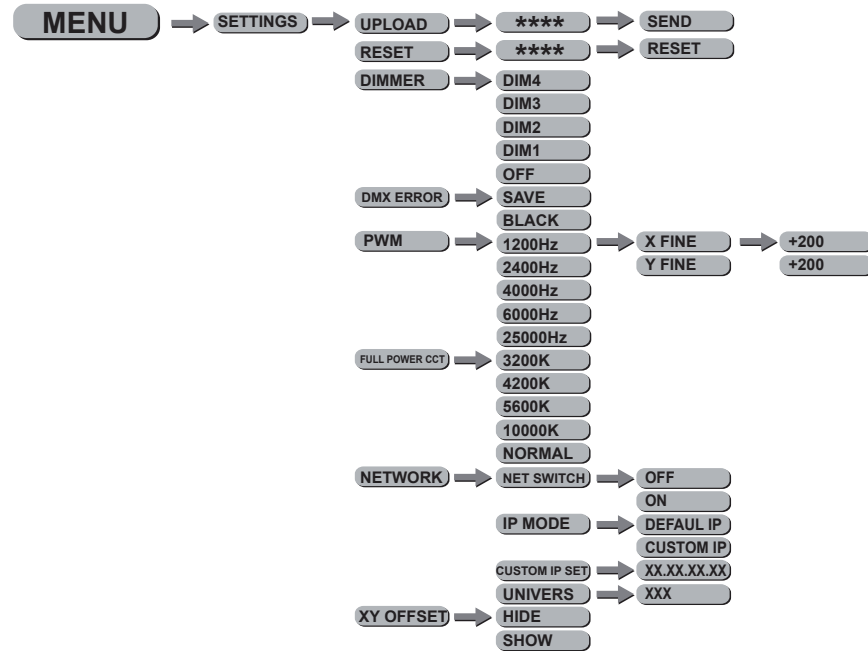 MENU SETTINGS UPLOAD **** SEND
RESET **** RESET
DIMMER DIM4
DIM3
DIM2
DIM1
OFF
DMX ERROR SAVE
BLACK
PWM 1200Hz X FINE +200
2400Hz Y FINE +200
4000Hz
6000Hz
25000Hz
FULL POWER CCT 3200K
4200K
5600K
10000K
NORMAL
NETWORK NET SWITCH OFF
ON
IP MODE DEFAUL IP
CUSTOM IP
CUSTOM IP SET XX.XX.XX.XX
UNIVERS XXX
XY OFFSET HIDE
SHOW